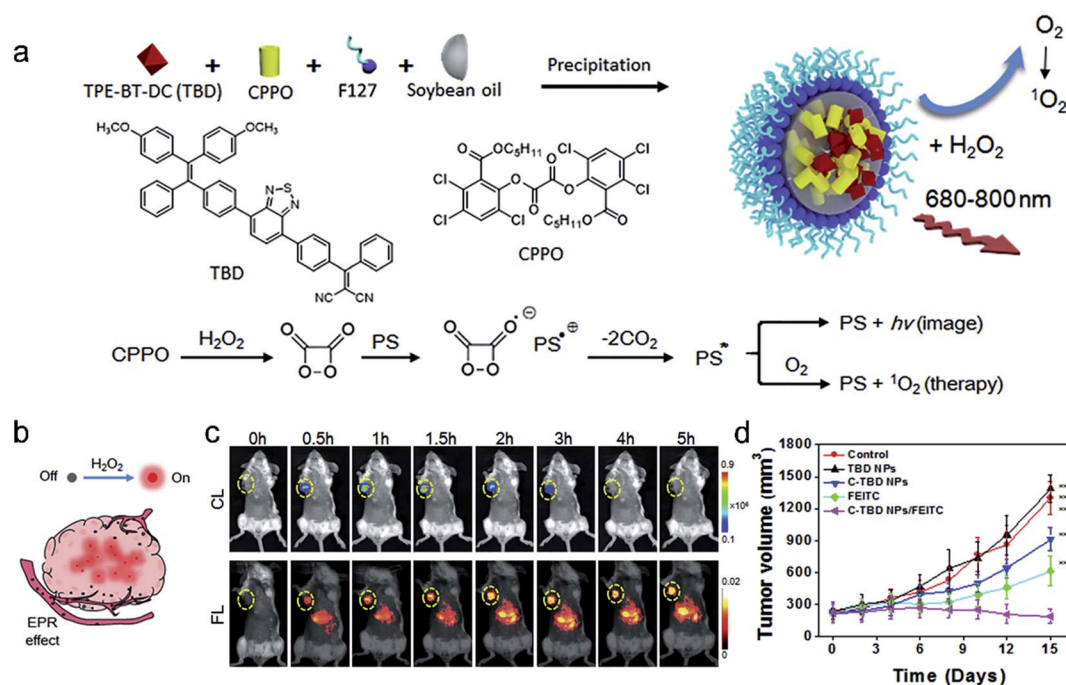 a
TPE-BT-DC (TBD) + CPPO + F127 + Soybean oil
Precipitation
O₂
¹O₂
+ H₂O₂
680-800nm
OCH₃
CH₃O
N S N
NC CN
TBD
O OC₅H₁₁
Cl Cl Cl Cl Cl Cl
O O O O
C₅H₁₁O O
CPPO
CPPO H₂O₂ O O O-O PS O O•⊖ O-O PS•⊕ -2CO₂ PS*
PS + hν (image)
O₂
PS + ¹O₂ (therapy)
b
Off H₂O₂ On
EPR
effect
c
0h 0.5h 1h 1.5h 2h 3h 4h 5h
CL
0.9
×10⁶
0.1
FL
0.02
0
d
Tumor volume (mm³)
1800
1500
1200
900
600
300
0
Control
TBD NPs
C-TBD NPs
FEITC
C-TBD NPs/FEITC
**
**
**
**
**
0 3 6 9 12 15
Time (Days)